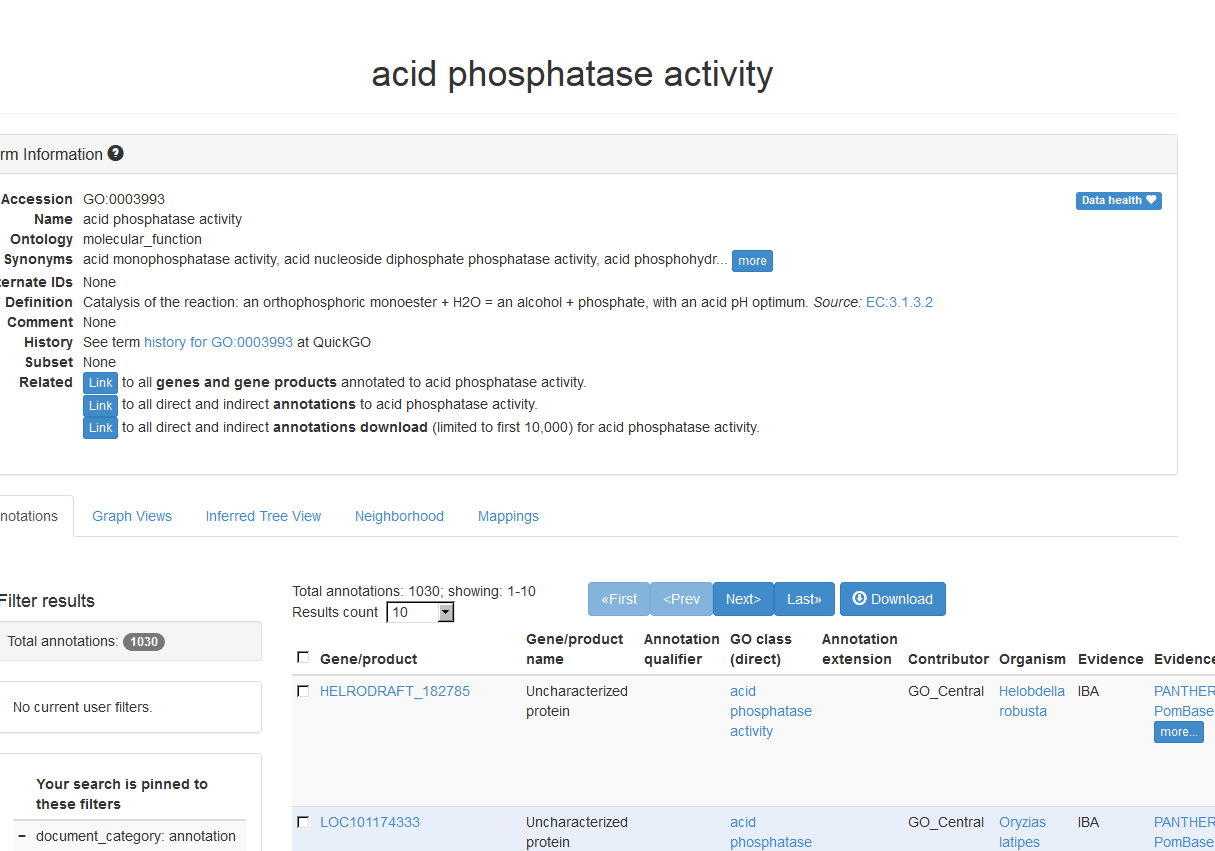 acid phosphatase activity
rm Information
Accession GO:0003993
Data health
Name acid phosphatase activity
Ontology molecular_function
Synonyms acid monophosphatase activity, acid nucleoside diphosphate phosphatase activity, acid phosphohydr... more
ternate IDs None
Definition Catalysis of the reaction: an orthophosphoric monoester + H2O = an alcohol + phosphate, with an acid pH optimum. Source: EC:3.1.3.2
Comment None
History See term history for GO:0003993 at QuickGO
Subset None
Related Link to all genes and gene products annotated to acid phosphatase activity.
Link to all direct and indirect annotations to acid phosphatase activity.
Link to all direct and indirect annotations download (limited to first 10,000) for acid phosphatase activity.
notations Graph Views Inferred Tree View Neighborhood Mappings
Filter results
Total annotations: 1030
No current user filters.
Your search is pinned to
these filters
– document_category: annotation
Total annotations: 1030; showing: 1-10
Results count 10
«First <Prev Next> Last» Download
Gene/product Gene/product name Annotation qualifier GO class (direct) Annotation extension Contributor Organism Evidence Evidence
HELRODRAFT_182785 Uncharacterized acid GO_Central Helobdella IBA PANTHER
protein phosphatase robusta PomBase
activity more...
LOC101174333 Uncharacterized acid GO_Central Oryzias IBA PANTHER
protein phosphatase latipes PomBase